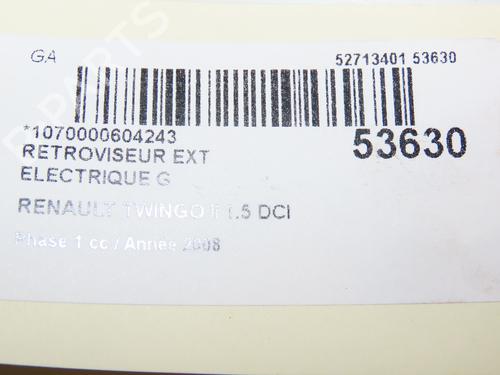 GA
52713401 53630
*1070000604243
53630
RETROVISEUR EXT
ELECTRIQUE G
RENAULT TWINGO II 1.5 DCI
Phase 1 cc / Année 2008